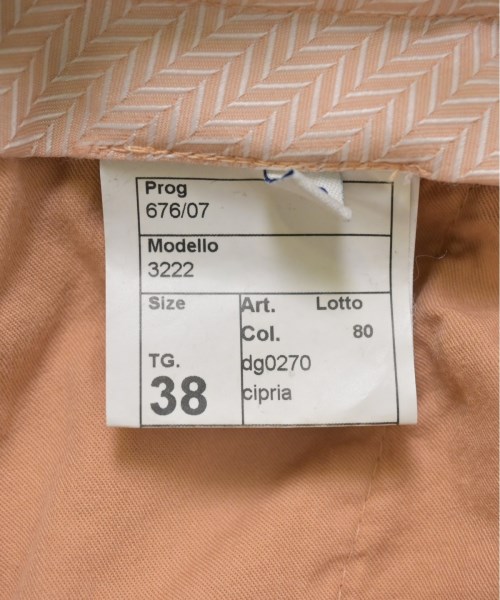 Prog
676/07
Modello
3222
Size
Art. Lotto
Col. 80
TG.
38
dg0270
cipria